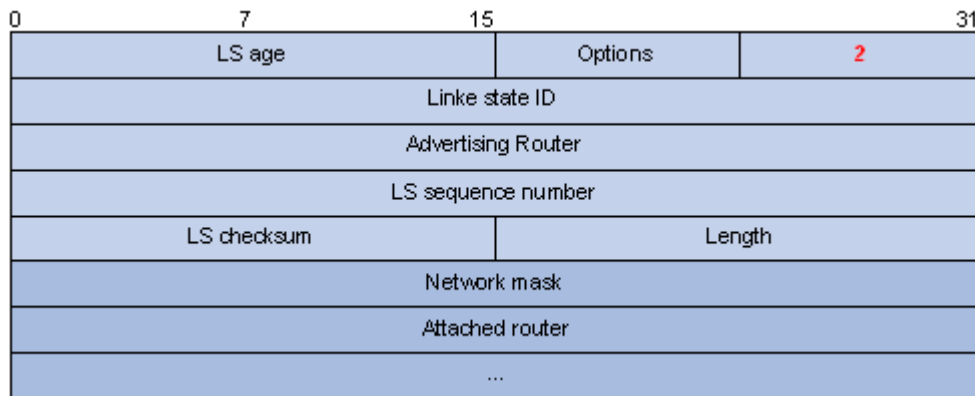 0 7 15 31
LS age Options 2
Linke state ID
Advertising Router
LS sequence number
LS checksum Length
Network mask
Attached router
...